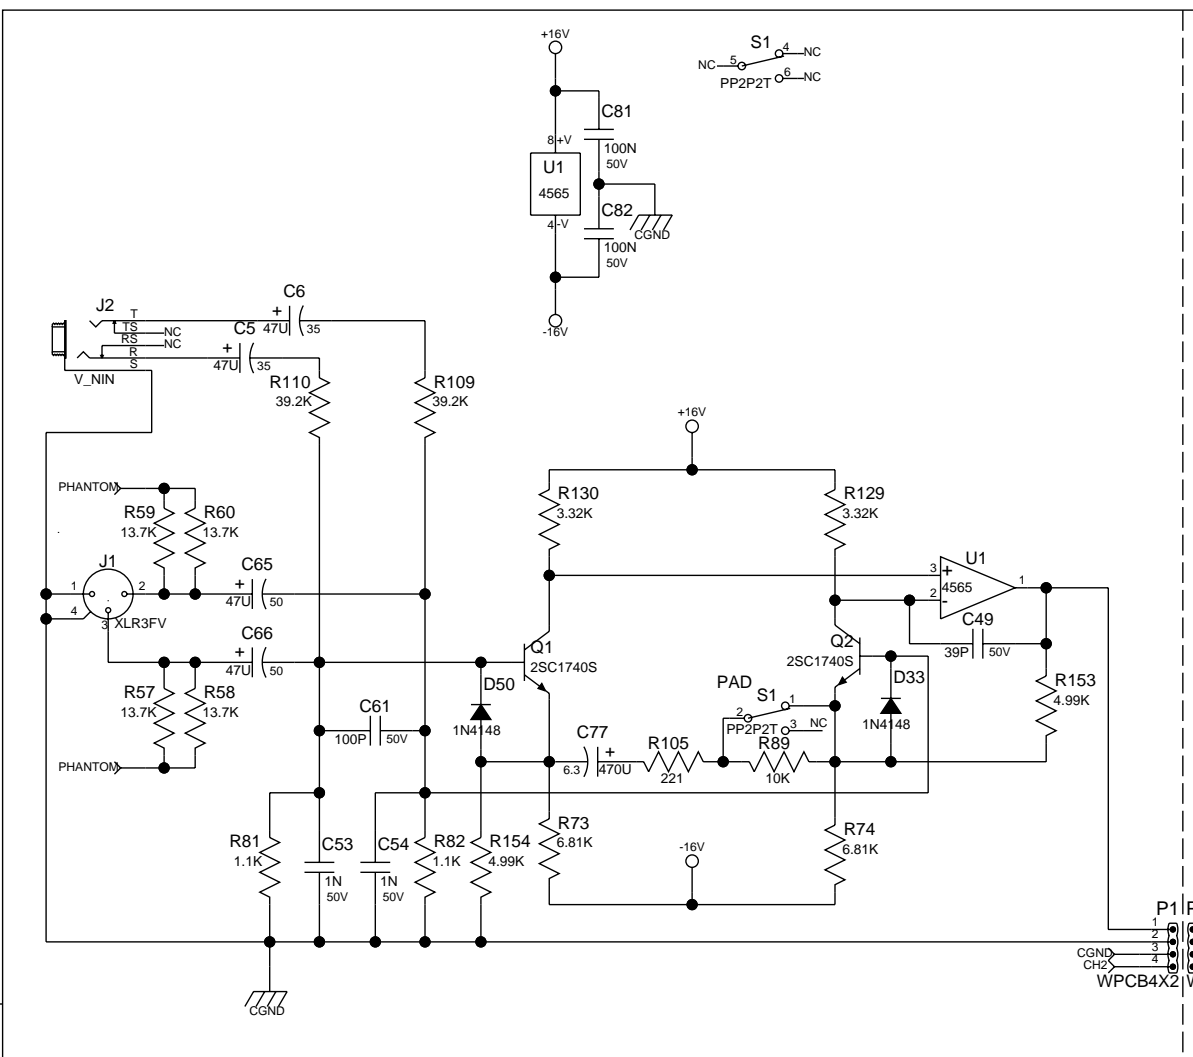 +16V
S1
4
NC
NC
5
6
NC
PP2P2T
C81
8
+V
100N
50V
U1
4565
C82
4
-V
CGND
100N
50V
-16V
C6
J2
T
+
TS
NC
47U
35
RS
NC
C5
R
+
S
47U
35
V_NIN
R110
39.2K
R109
39.2K
+16V
PHANTOM
R59
13.7K
R60
13.7K
R130
3.32K
R129
3.32K
J1
C65
U1
1
2
+
47U
50
3
+
4565
1
4
2
-
3
XLR3FV
C66
C49
+
39P
50V
47U
50
Q1
2SC1740S
Q2
2SC1740S
R57
13.7K
R58
13.7K
D50
PAD
D33
R153
4.99K
C61
S1
1
2
100P
50V
1N4148
PP2P2T
3
NC
1N4148
C77
+
R105
R89
PHANTOM
6.3
470U
221
10K
R81
1.1K
C53
C54
R82
1.1K
R154
4.99K
R73
6.81K
R74
6.81K
-16V
1N
50V
1N
50V
P1
P
1
2
CGND
3
CH2
4
WPCB4X2
W
CGND